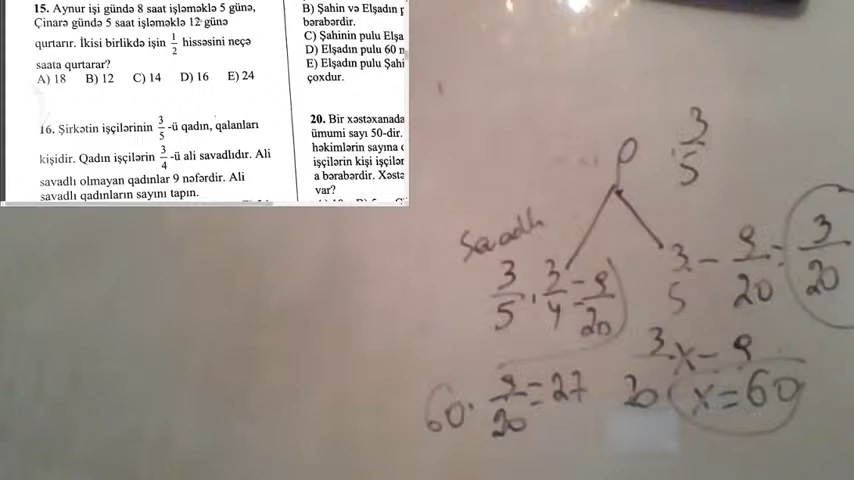 15. Aynur işi gündə 8 saat işləməklə 5 günə,
Çinarə gündə 5 saat işləməklə 12 günə
qurtarır. İkisi birlikdə işin 1/2 hissəsini neçə
saata qurtarar?
A) 18 B) 12 C) 14 D) 16 E) 24
16. Şirkətin işçilərinin 3/5 -ü qadın, qalanları
kişidir. Qadın işçilərin 3/4 -ü ali savadlıdır. Ali
savadlı olmayan qadınlar 9 nəfərdir. Ali
savadlı qadınların sayını tapın.
B) Şahin və Elşadın
bərabərdir.
C) Şahinin pulu Elşa
D) Elşadın pulu 60
E) Elşadın pulu Şahi
çoxdur.
20. Bir xəstəxanada
ümumi sayı 50-dir.
həkimlərin sayına
işçilərin kişi işçilər
a bərabərdir. Xəstə
var?
3/5
Savadlı
3/5 · 3/4 = 9/20
3/5 - 9/20 = 3/20
3x - 9
20
x = 60
60 · 9/20 = 27